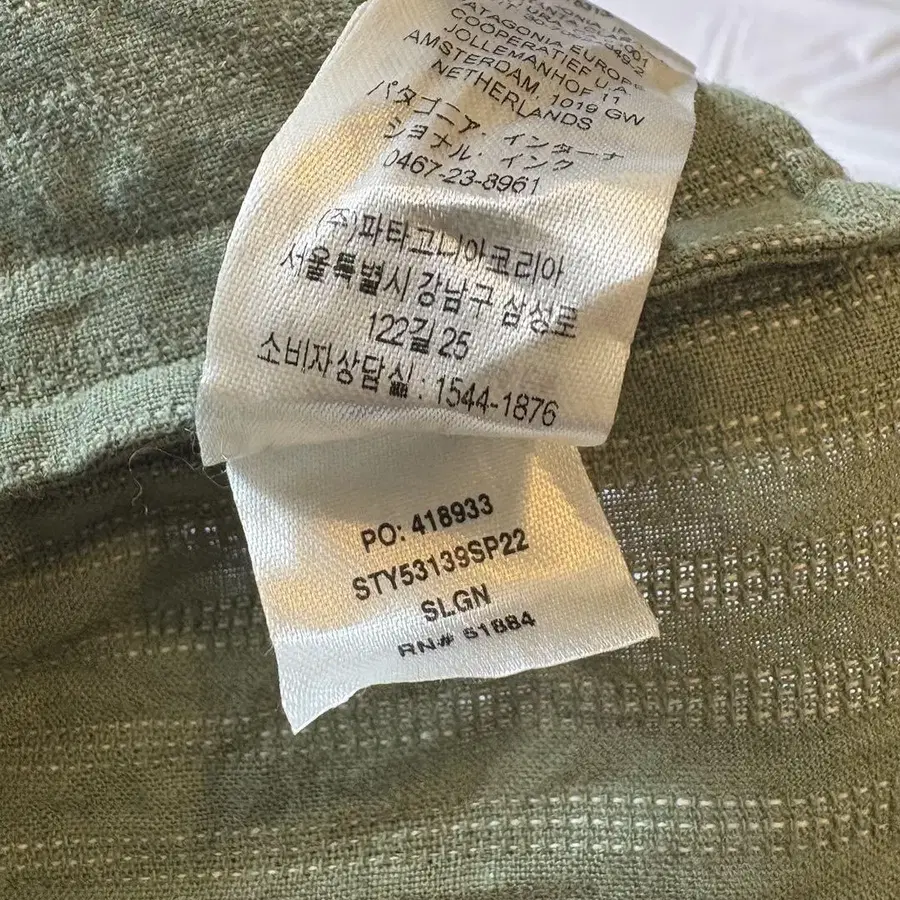 PATAGONIA EUROPE
COOPERATIEF U.A.
JOLLEMANHOF 11
AMSTERDAM, 1019 GW
NETHERLANDS
パタゴニア・インターナ
ショナル・インク
0467-23-8961
(주)파타고니아코리아
서울특별시 강남구 삼성로
122길 25
소비자상담실 : 1544-1876
PO: 418933
STY53139SP22
SLGN
RN# 51884